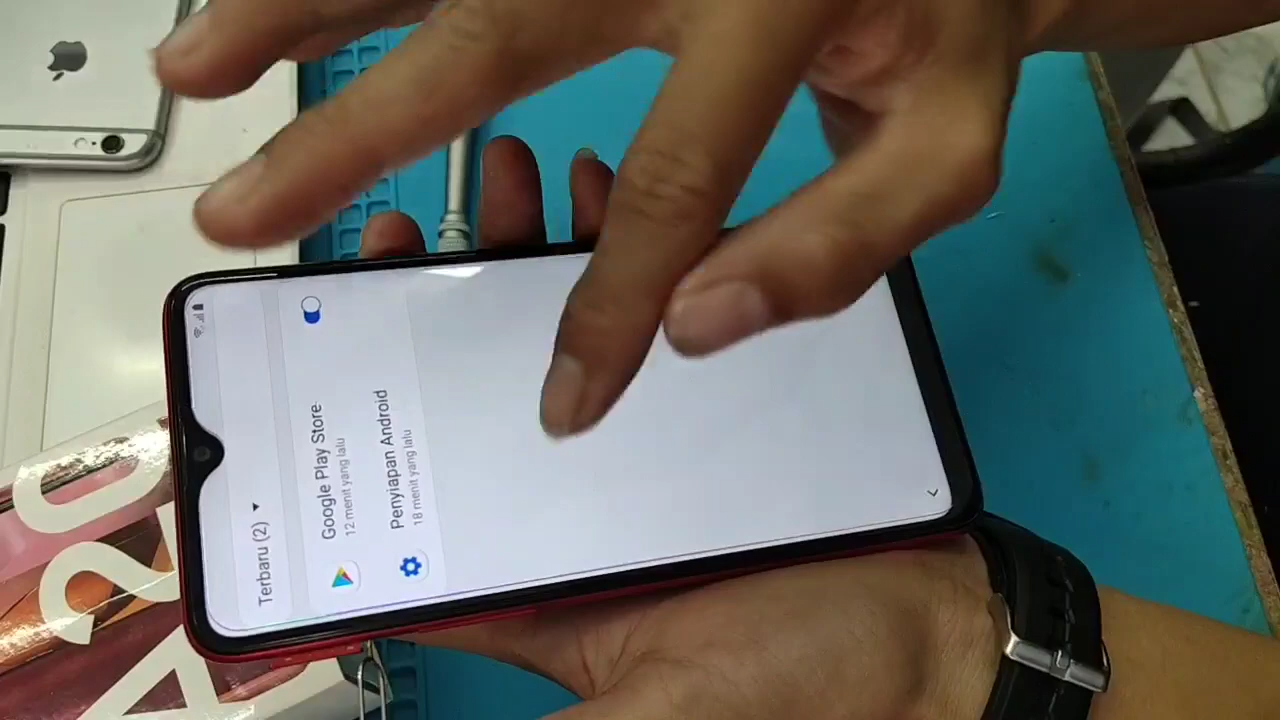 Terbaru (2)
Google Play Store
12 menit yang lalu
Penyiapan Android
18 menit yang lalu